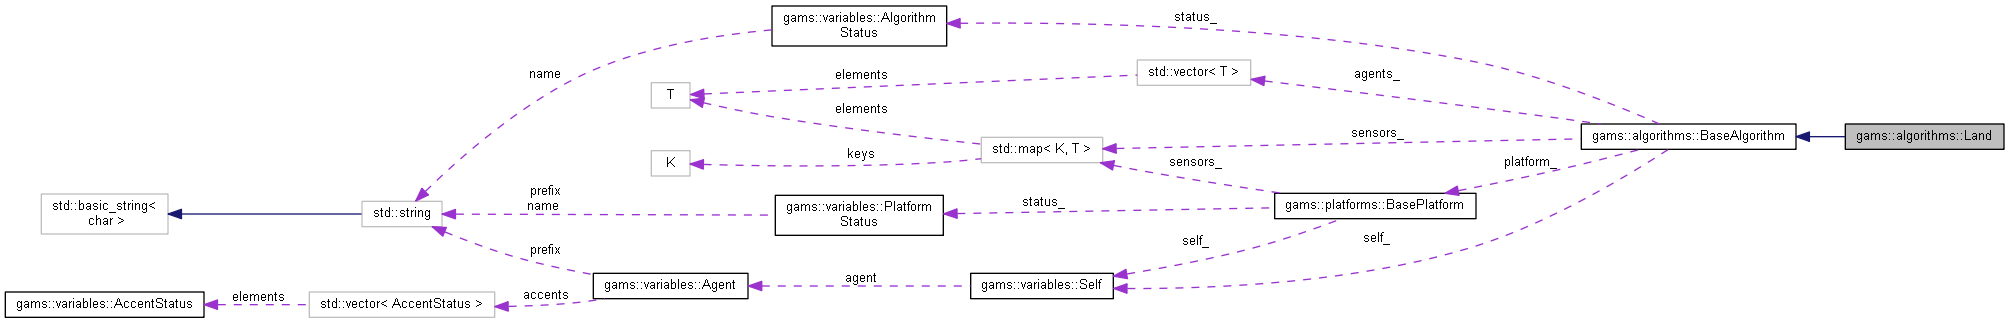 gams::variables::Algorithm
Status
status_
name
elements
std::vector< T >
agents_
T
elements
sensors_
gams::algorithms::BaseAlgorithm
gams::algorithms::Land
std::map< K, T >
keys
K
sensors_
platform_
prefix
name
std::basic_string<
char >
std::string
gams::variables::Platform
Status
status_
gams::platforms::BasePlatform
prefix
self_
self_
agent
gams::variables::Agent
gams::variables::Self
accents
elements
gams::variables::AccentStatus
std::vector< AccentStatus >